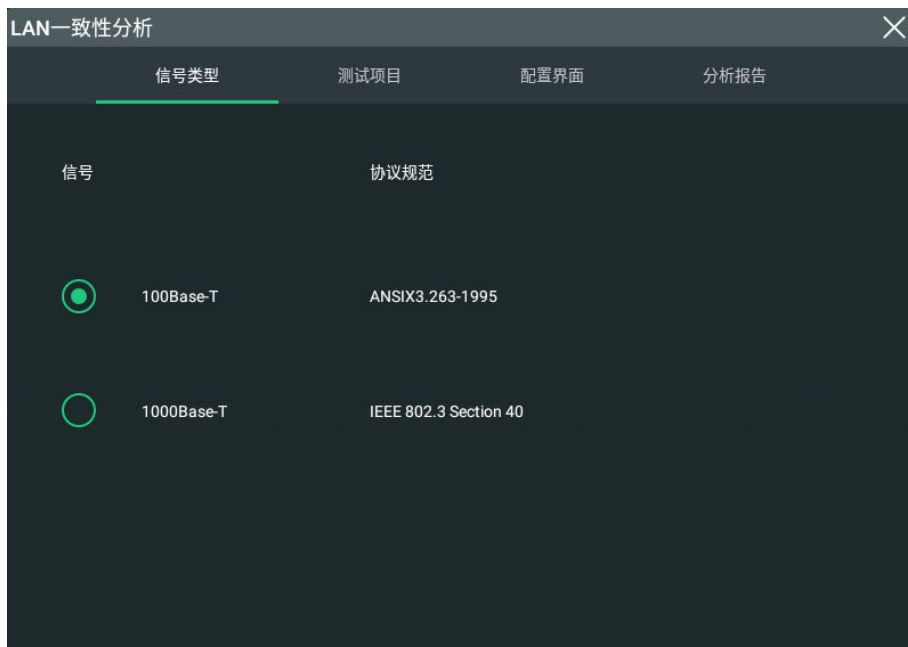 LAN一致性分析
信号类型 测试项目 配置界面 分析报告
信号 协议规范
100Base-T ANSIX3.263-1995
1000Base-T IEEE 802.3 Section 40